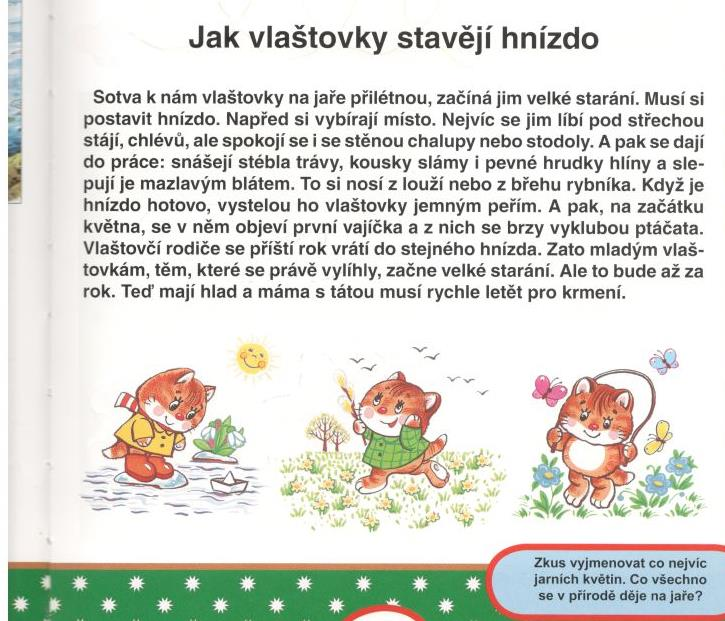 Jak vlaštovky stavějí hnízdo
Sotva k nám vlaštovky na jaře přilétnou, začíná jim velké starání. Musí si
postavit hnízdo. Napřed si vybírají místo. Nejvíc se jim líbí pod střechou
stájí, chlévů, ale spokojí se i se stěnou chalupy nebo stodoly. A pak se dají
do práce: snášejí stébla trávy, kousky slámy i pevné hrudky hlíny a sle-
pují je mazlavým blátem. To si nosí z louží nebo z břehu rybníka. Když je
hnízdo hotovo, vystelou ho vlaštovky jemným peřím. A pak, na začátku
května, se v něm objeví první vajíčka a z nich se brzy vyklubou ptáčata.
Vlaštovčí rodiče se příští rok vrátí do stejného hnízda. Zato mladým vlaš-
tovkám, těm, které se právě vylíhly, začne velké starání. Ale to bude až za
rok. Teď mají hlad a máma s tátou musí rychle letět pro krmení.
Zkus vyjmenovat co nejvíc
jarních květin. Co všechno
se v přírodě děje na jaře?